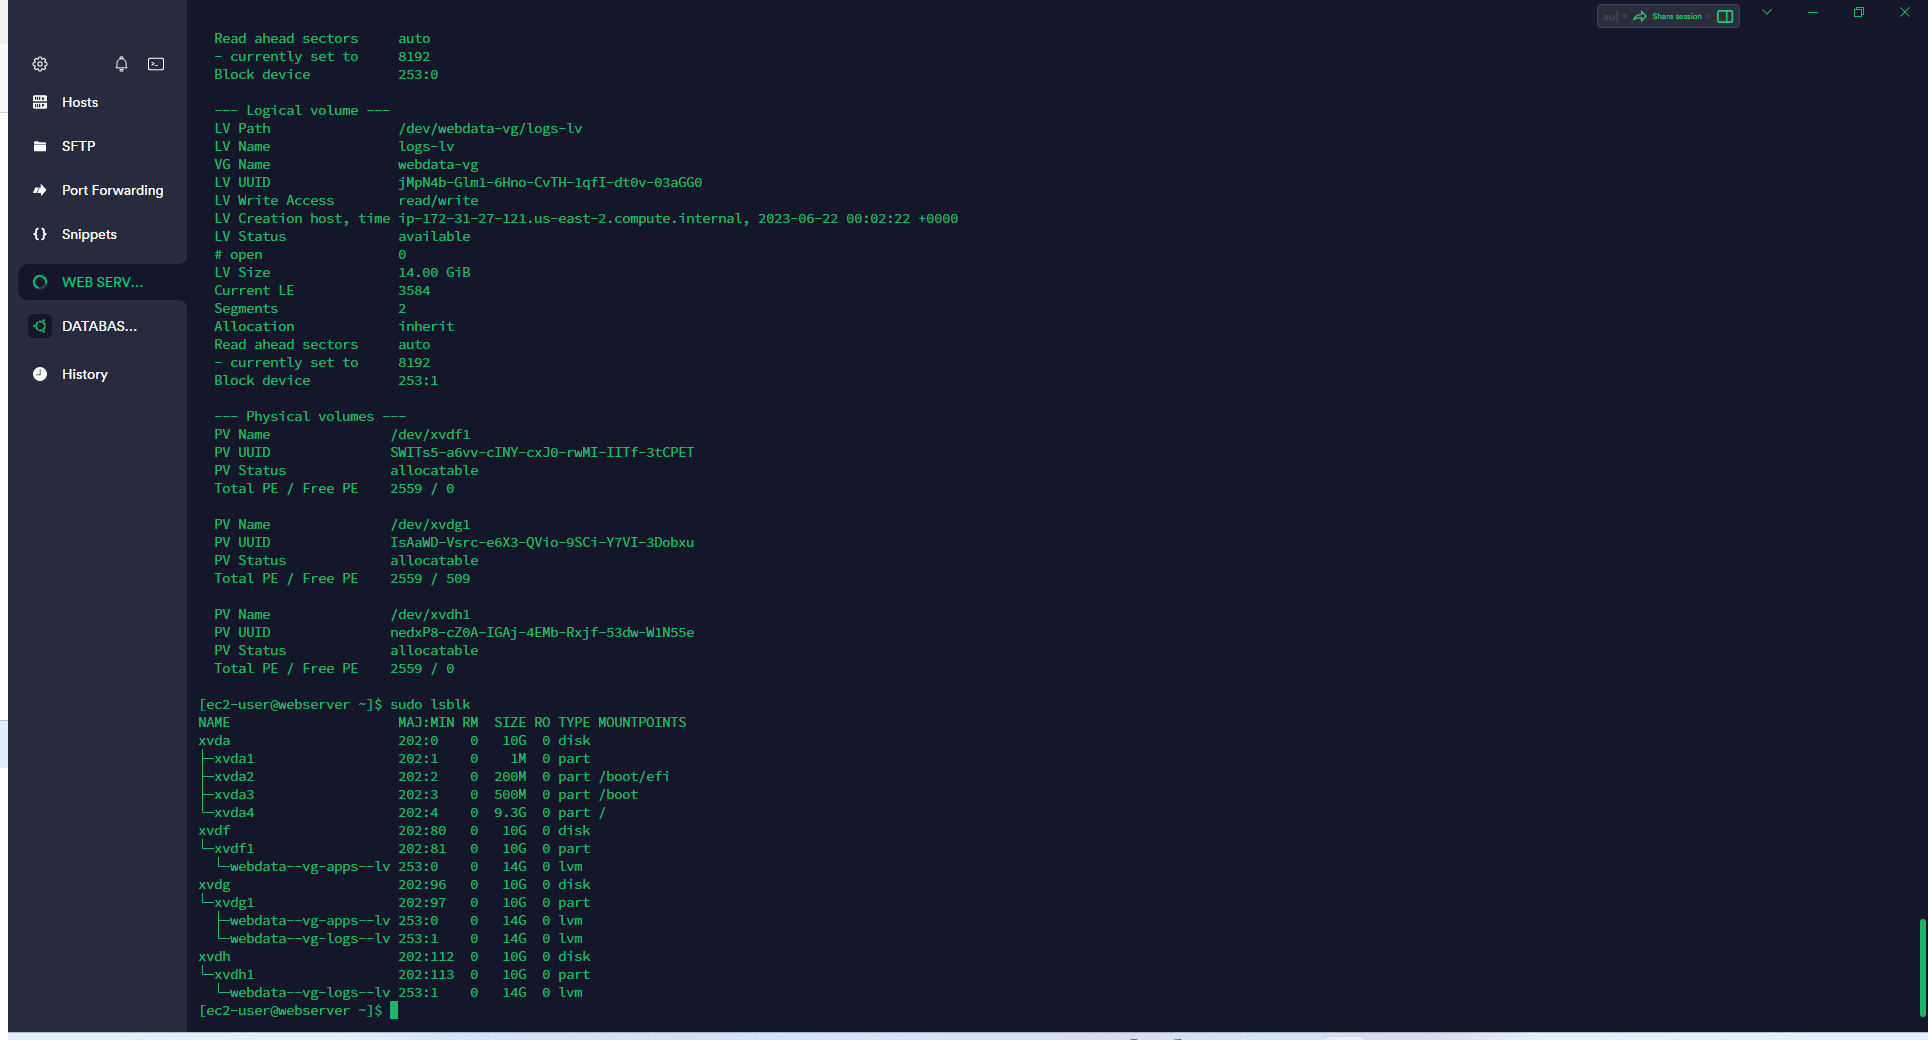 au| Share session
Hosts
SFTP
Port Forwarding
Snippets
WEB SERV...
DATABAS...
History
Read ahead sectors     auto
- currently set to     8192
Block device           253:0
--- Logical volume ---
LV Path                /dev/webdata-vg/logs-lv
LV Name                logs-lv
VG Name                webdata-vg
LV UUID                jMpN4b-Glm1-6Hno-CvTH-1qfI-dt0v-03aGG0
LV Write Access        read/write
LV Creation host, time ip-172-31-27-121.us-east-2.compute.internal, 2023-06-22 00:02:22 +0000
LV Status              available
# open                 0
LV Size                14.00 GiB
Current LE             3584
Segments               2
Allocation             inherit
Read ahead sectors     auto
- currently set to     8192
Block device           253:1
--- Physical volumes ---
PV Name               /dev/xvdf1
PV UUID               SWITs5-a6vv-cINY-cxJ0-rwMI-IITf-3tCPET
PV Status             allocatable
Total PE / Free PE    2559 / 0
PV Name               /dev/xvdg1
PV UUID               IsAaWD-Vsrc-e6X3-QVio-9SCi-Y7VI-3Dobxu
PV Status             allocatable
Total PE / Free PE    2559 / 509
PV Name               /dev/xvdh1
PV UUID               nedxP8-cZ0A-IGAj-4EMb-Rxjf-53dw-W1N55e
PV Status             allocatable
Total PE / Free PE    2559 / 0
[ec2-user@webserver ~]$ sudo lsblk
NAME                     MAJ:MIN RM  SIZE RO TYPE MOUNTPOINTS
xvda                     202:0    0   10G  0 disk
├─xvda1                  202:1    0    1M  0 part
├─xvda2                  202:2    0  200M  0 part /boot/efi
├─xvda3                  202:3    0  500M  0 part /boot
└─xvda4                  202:4    0  9.3G  0 part /
xvdf                     202:80   0   10G  0 disk
└─xvdf1                  202:81   0   10G  0 part
  └─webdata--vg-apps--lv 253:0    0   14G  0 lvm
xvdg                     202:96   0   10G  0 disk
└─xvdg1                  202:97   0   10G  0 part
  ├─webdata--vg-apps--lv 253:0    0   14G  0 lvm
  └─webdata--vg-logs--lv 253:1    0   14G  0 lvm
xvdh                     202:112  0   10G  0 disk
└─xvdh1                  202:113  0   10G  0 part
  └─webdata--vg-logs--lv 253:1    0   14G  0 lvm
[ec2-user@webserver ~]$